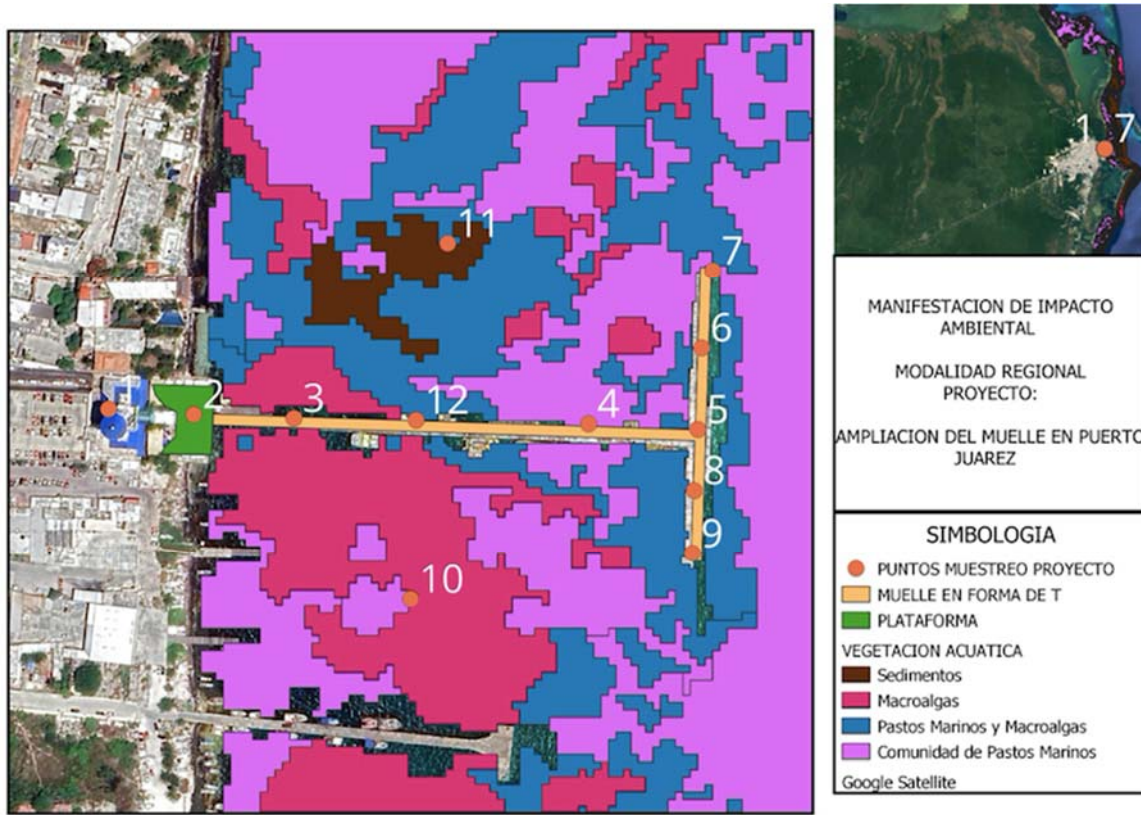 11
7
6
1
2
3
12
4
5
8
9
10
1
7
MANIFESTACION DE IMPACTO
AMBIENTAL
MODALIDAD REGIONAL
PROYECTO:
AMPLIACION DEL MUELLE EN PUERTO
JUAREZ
SIMBOLOGIA
PUNTOS MUESTREO PROYECTO
MUELLE EN FORMA DE T
PLATAFORMA
VEGETACION ACUATICA
Sedimentos
Macroalgas
Pastos Marinos y Macroalgas
Comunidad de Pastos Marinos
Google Satellite